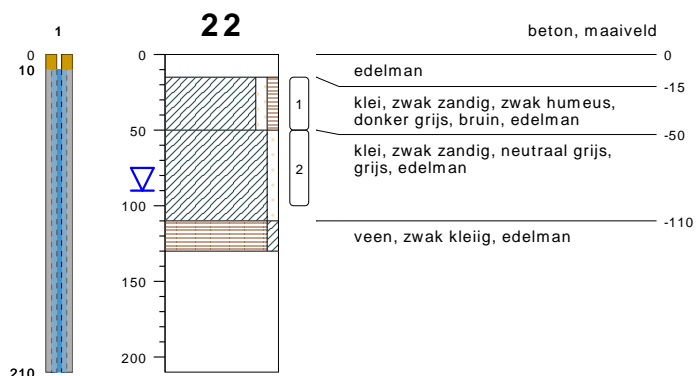 22
1
beton, maaiveld
0
10
210
0
50
100
150
200
1
2
0
edelman
-15
klei, zwak zandig, zwak humeus,
donker grijs, bruin, edelman
-50
klei, zwak zandig, neutraal grijs,
grijs, edelman
-110
veen, zwak kleiig, edelman